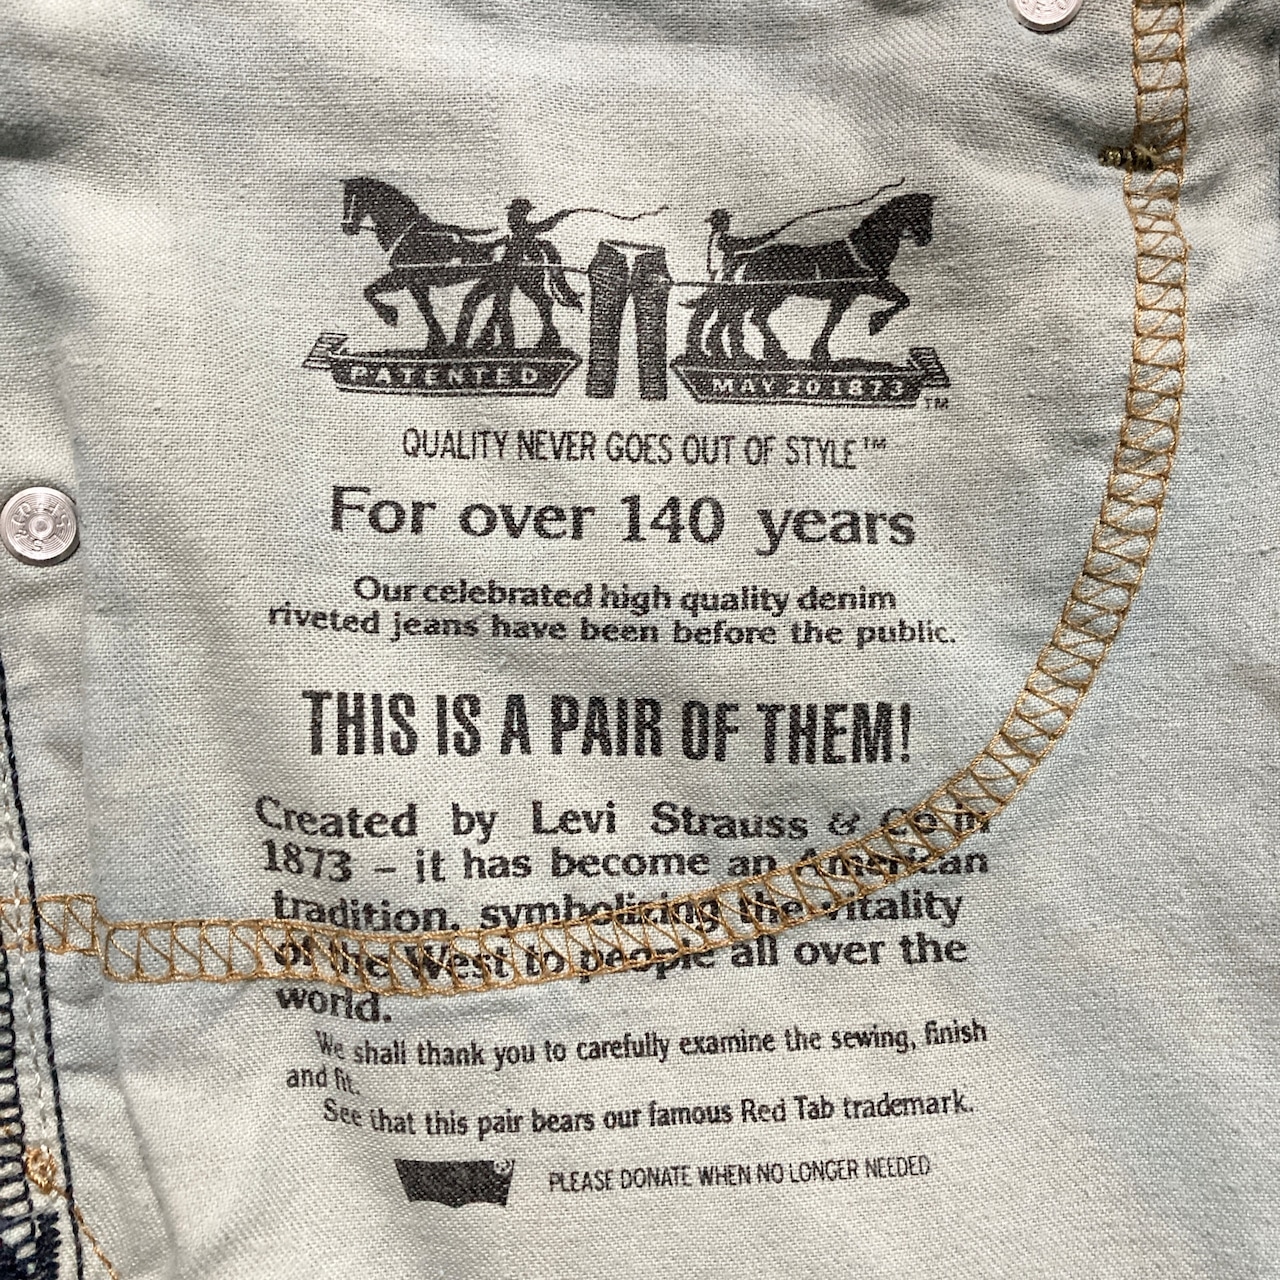 PATENTED
MAY 20 1873
TM
QUALITY NEVER GOES OUT OF STYLE™
For over 140 years
Our celebrated high quality denim
riveted jeans have been before the public.
THIS IS A PAIR OF THEM!
Created by Levi Strauss & Co in
1873 – it has become an American
tradition, symbolizing the vitality
of the West to people all over the
world.
We shall thank you to carefully examine the sewing, finish
and fit.
See that this pair bears our famous Red Tab trademark.
® PLEASE DONATE WHEN NO LONGER NEEDED